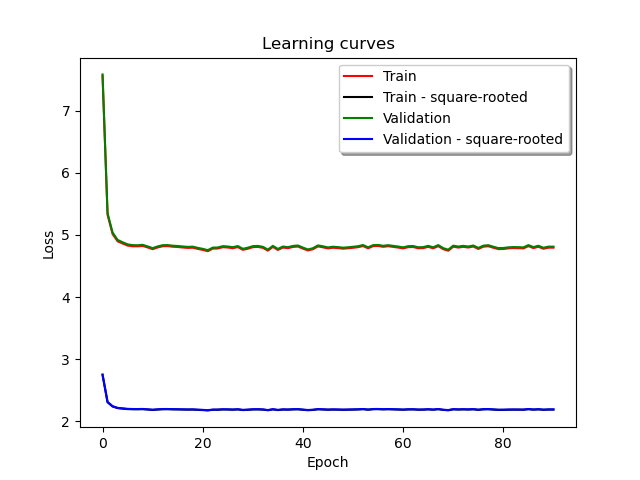 Learning curves
Train
Train - square-rooted
Validation
Validation - square-rooted
Loss
7
6
5
4
3
2
0 20 40 60 80
Epoch